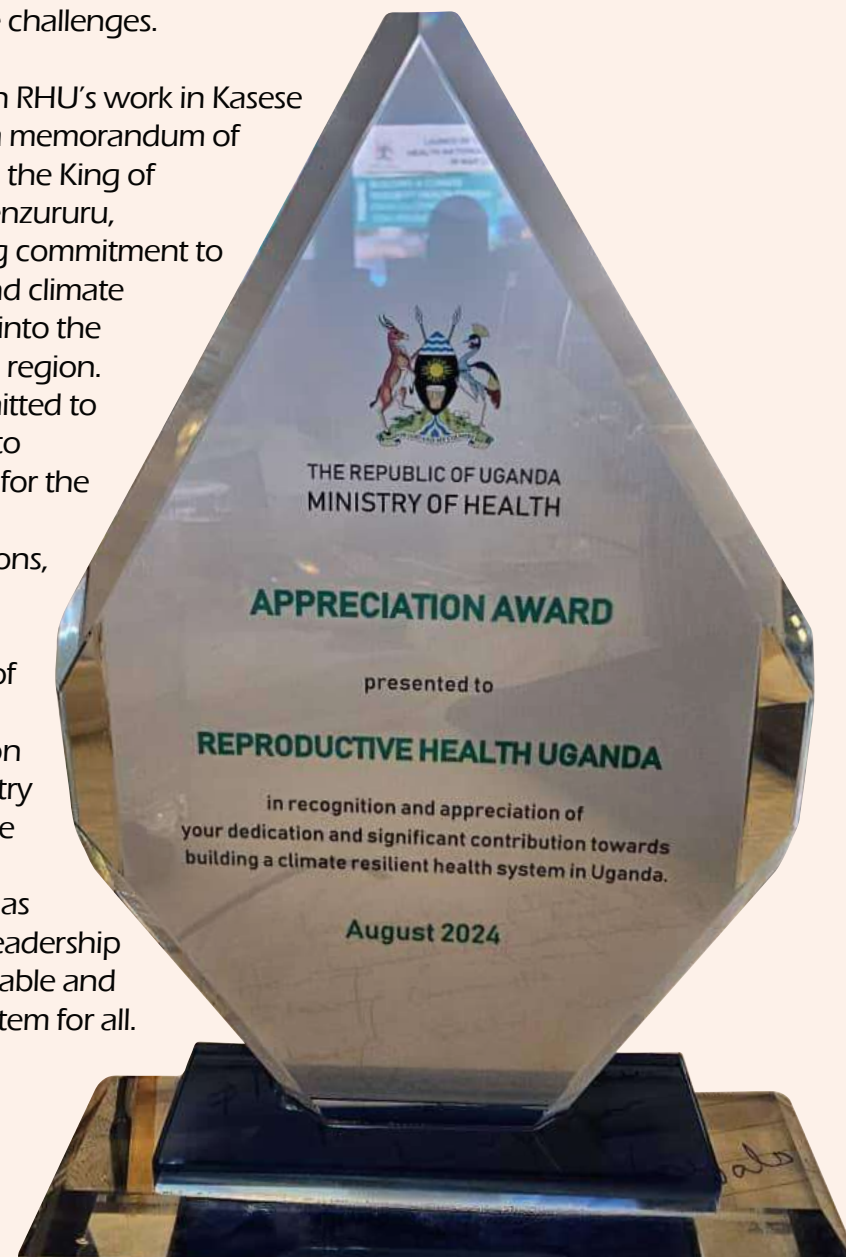 challenges.
RHU's work in Kasese
memorandum of
the King of
enzururu,
commitment to
climate
into the
region.
itted to
to
for the
ons,
of
on
try
e
as
eadership
able and
tem for all.
THE REPUBLIC OF UGANDA
MINISTRY OF HEALTH
APPRECIATION AWARD
presented to
REPRODUCTIVE HEALTH UGANDA
in recognition and appreciation of
your dedication and significant contribution towards
building a climate resilient health system in Uganda.
August 2024